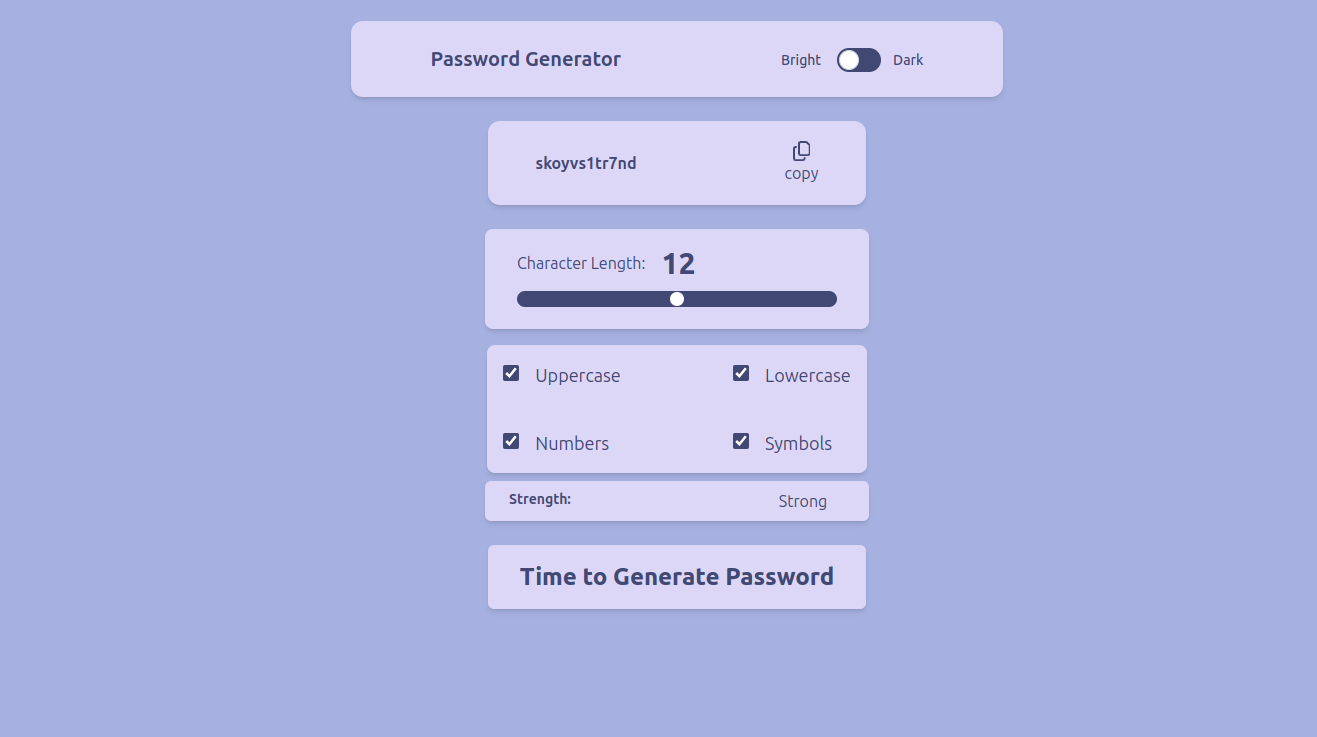 Password Generator
Bright Dark
skoyvs1tr7nd
copy
Character Length: 12
Uppercase Lowercase
Numbers Symbols
Strength: Strong
Time to Generate Password